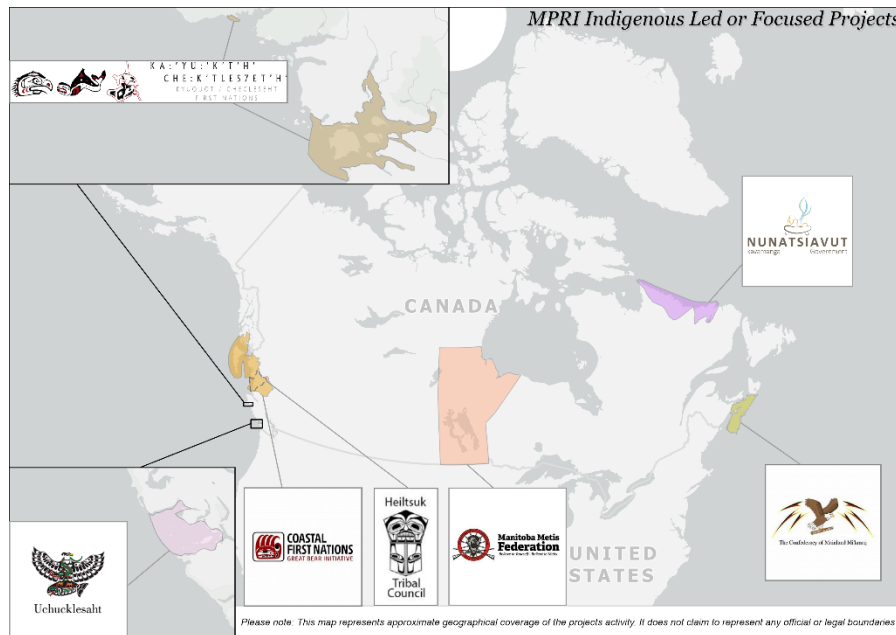 MPRI Indigenous Led or Focused Projects
KA:'YU:'K'T'H'
CHE:K'TLES7ET'H'
KYUQUOT / CHECLESEHT
FIRST NATIONS
NUNATSIAVUT
kavamanga Government
CANADA
COASTAL
FIRST NATIONS
GREAT BEAR INITIATIVE
Heiltsuk
Tribal
Council
Manitoba Metis
Federation
UNITED
STATES
The Confederacy of Mainland Mi'kmaq
Uchucklesaht
Please note: This map represents approximate geographical coverage of the projects activity. It does not claim to represent any official or legal boundaries